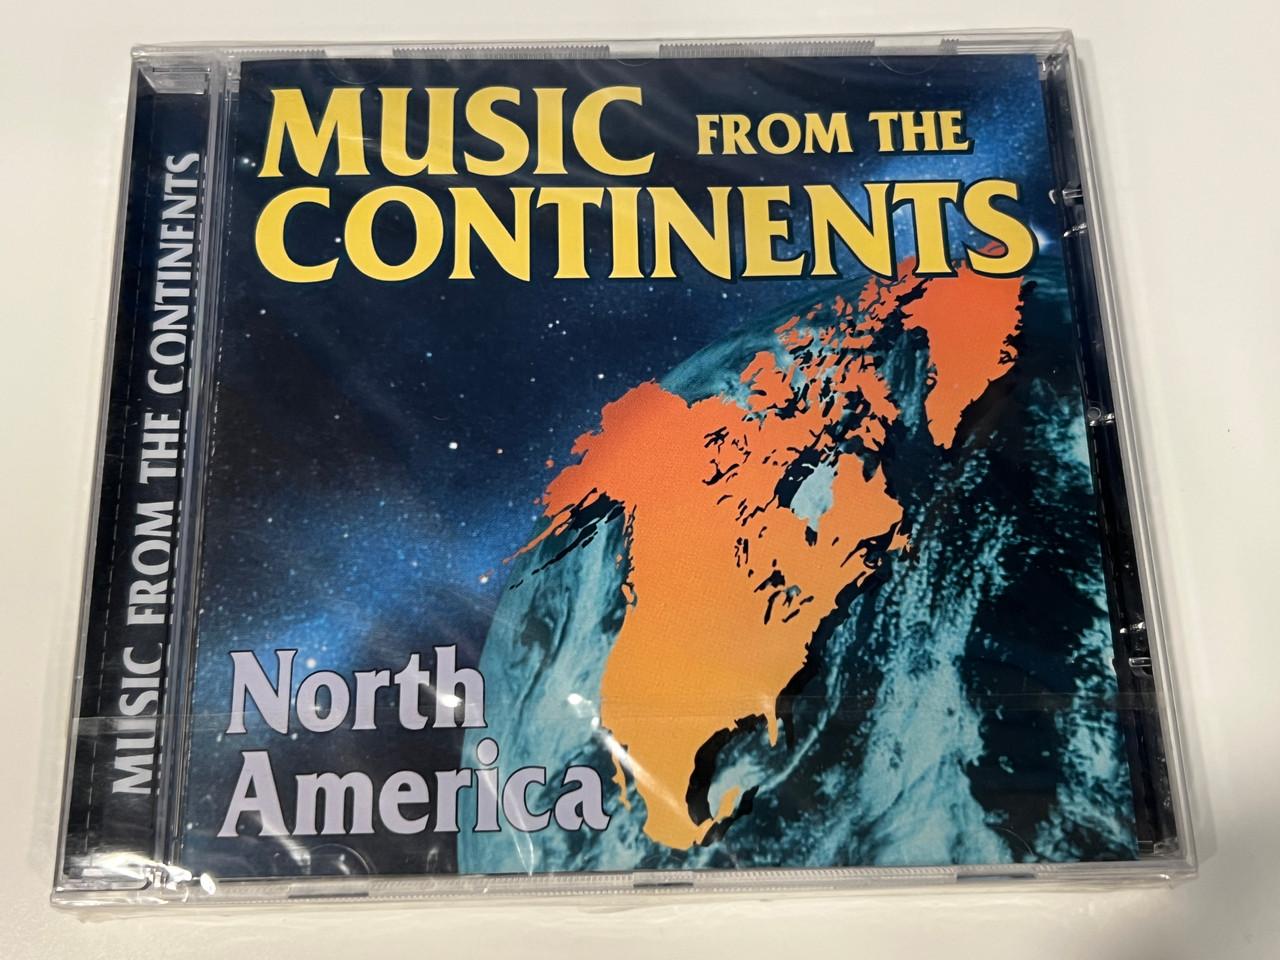 MUSIC FROM THE
CONTINENTS
North
America
MUSIC FROM THE CONTINENTS